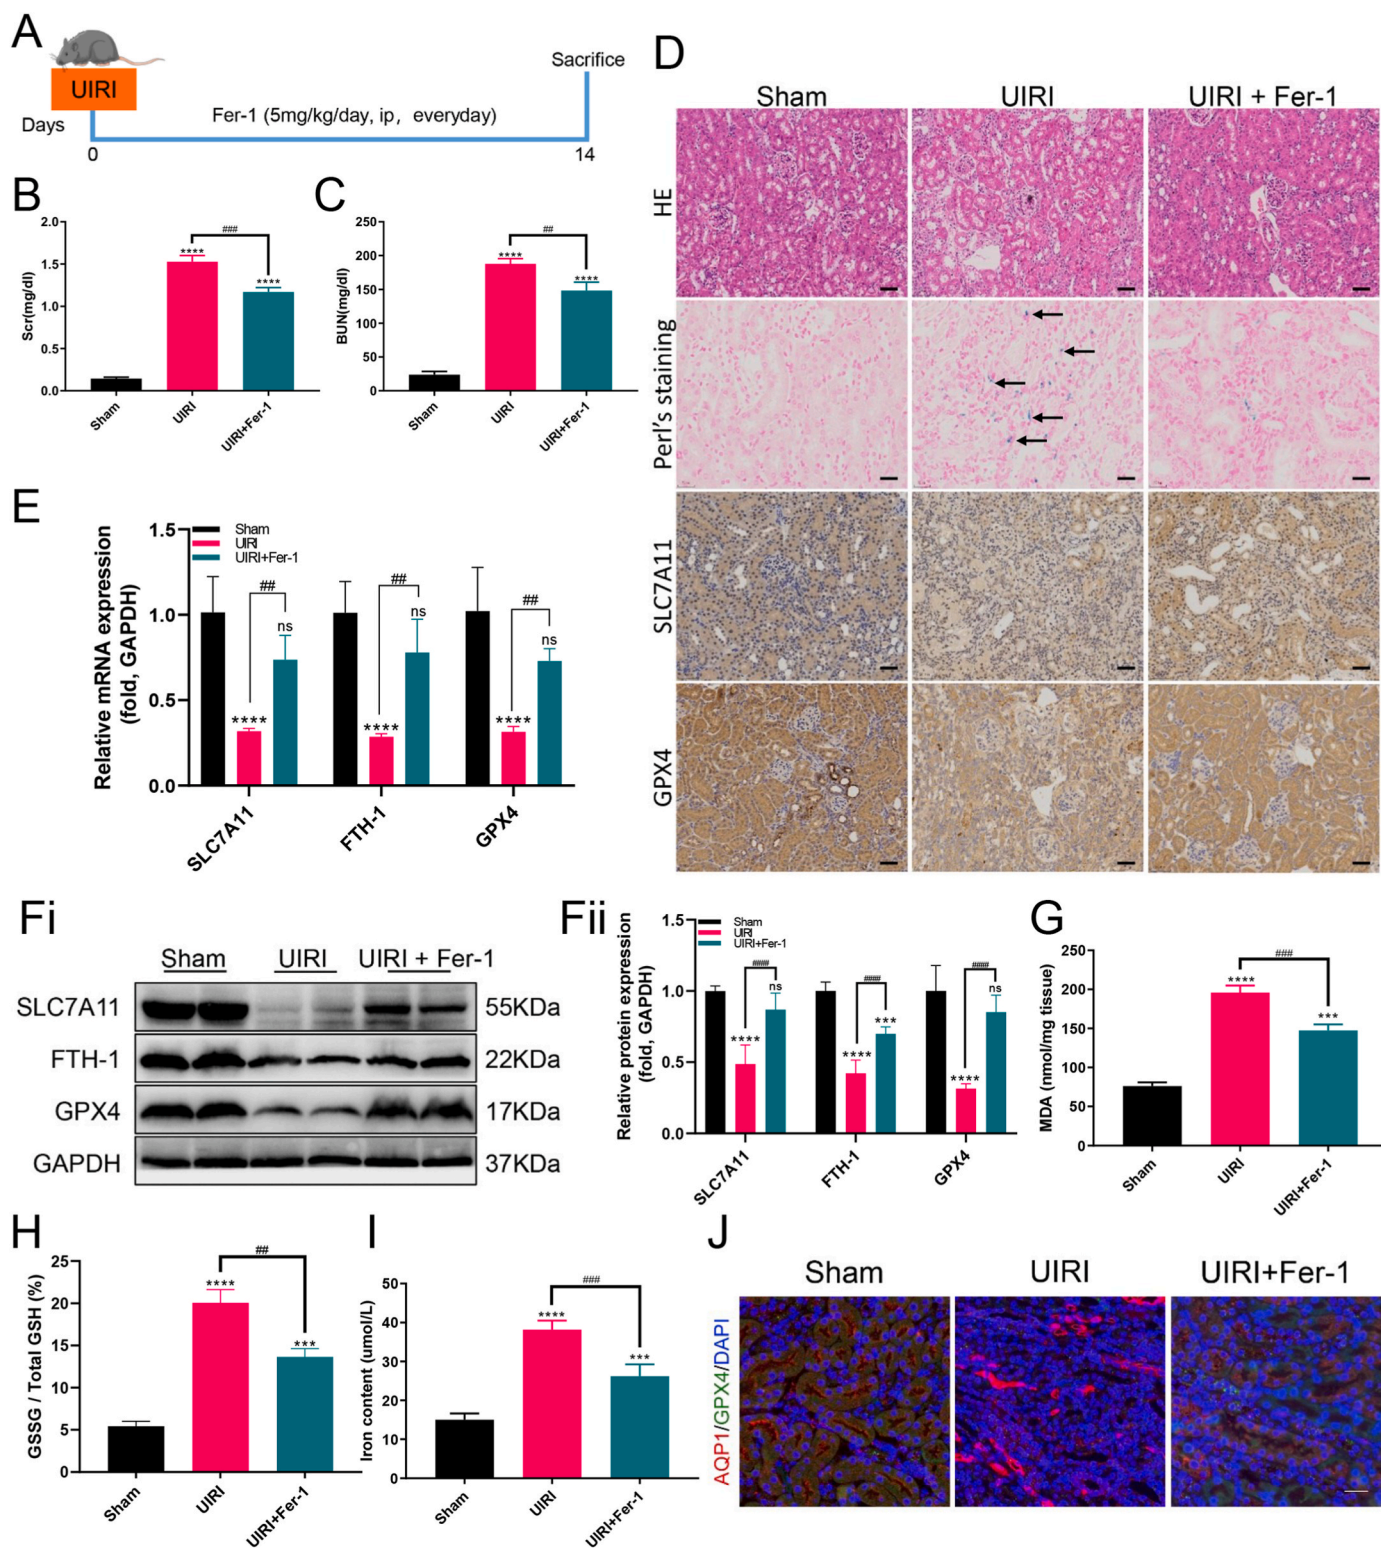 A
UIRI
Days
Fer-1 (5mg/kg/day, ip, everyday)
Sacrifice
0
14
B
Scr(mg/dl)
2.0
1.5
1.0
0.5
0.0
****
###
****
Sham
UIRI
UIRI+Fer-1
C
BUN(mg/dl)
250
200
150
100
50
0
****
##
****
Sham
UIRI
UIRI+Fer-1
D
Sham
UIRI
UIRI + Fer-1
HE
Perl's staining
SLC7A11
GPX4
E
Relative mRNA expression
(fold, GAPDH)
1.5
1.0
0.5
0.0
Sham
UIRI
UIRI+Fer-1
##
ns
****
##
ns
****
##
ns
****
SLC7A11
FTH-1
GPX4
Fi
Sham
UIRI
UIRI + Fer-1
SLC7A11
55KDa
FTH-1
22KDa
GPX4
17KDa
GAPDH
37KDa
Fii
Relative protein expression
(fold, GAPDH)
1.5
1.0
0.5
0.0
Sham
UIRI
UIRI+Fer-1
####
ns
****
####
***
****
####
ns
****
SLC7A11
FTH-1
GPX4
G
MDA (nmol/mg tissue)
250
200
150
100
50
0
****
###
***
Sham
UIRI
UIRI+Fer-1
H
GSSG / Total GSH (%)
25
20
15
10
5
0
****
##
***
Sham
UIRI
UIRI+Fer-1
I
Iron content (umol/L)
50
40
30
20
10
0
****
###
***
Sham
UIRI
UIRI+Fer-1
J
Sham
UIRI
UIRI+Fer-1
AQP1/GPX4/DAPI